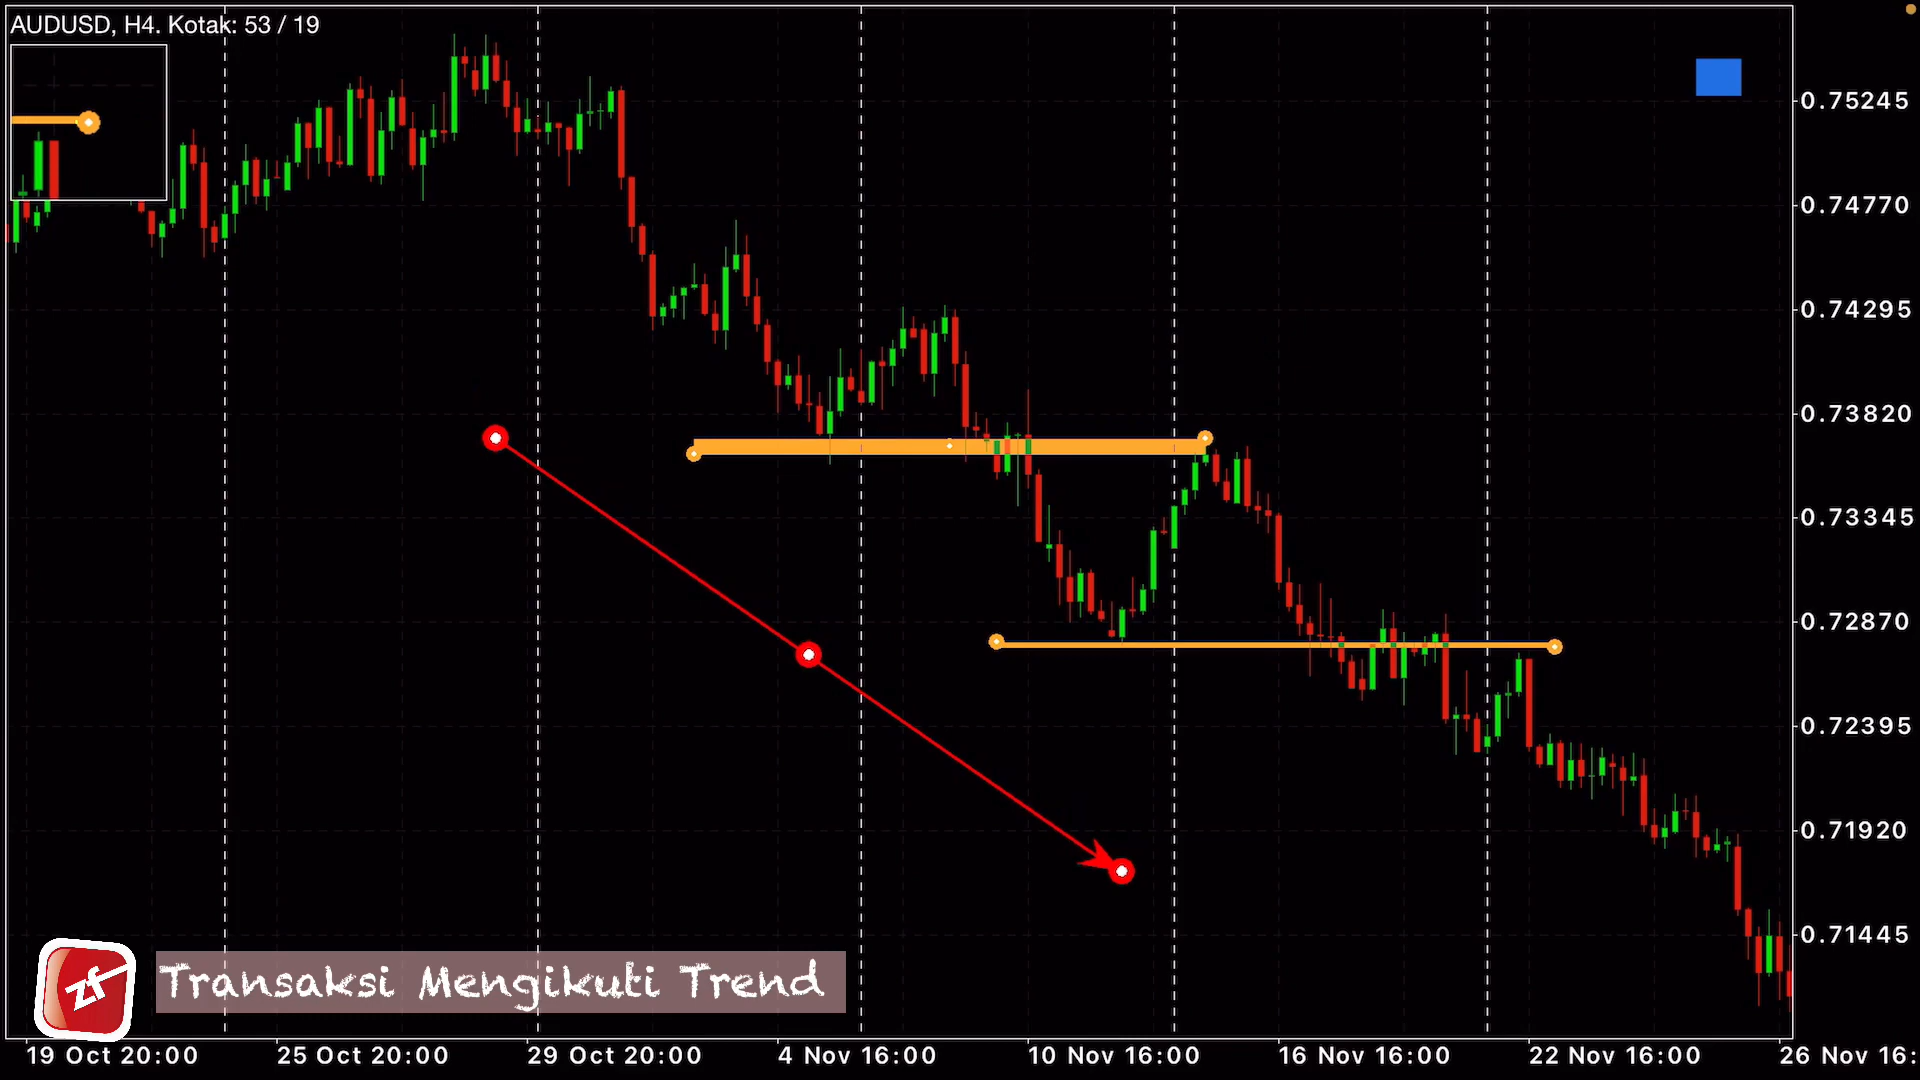 AUDUSD, H4. Kotak: 53 / 19
0.75245
0.74770
0.74295
0.73820
0.73345
0.72870
0.72395
0.71920
0.71445
zf
Transaksi Mengikuti Trend
19 Oct 20:00 25 Oct 20:00 29 Oct 20:00 4 Nov 16:00 10 Nov 16:00 16 Nov 16:00 22 Nov 16:00 26 Nov 16: